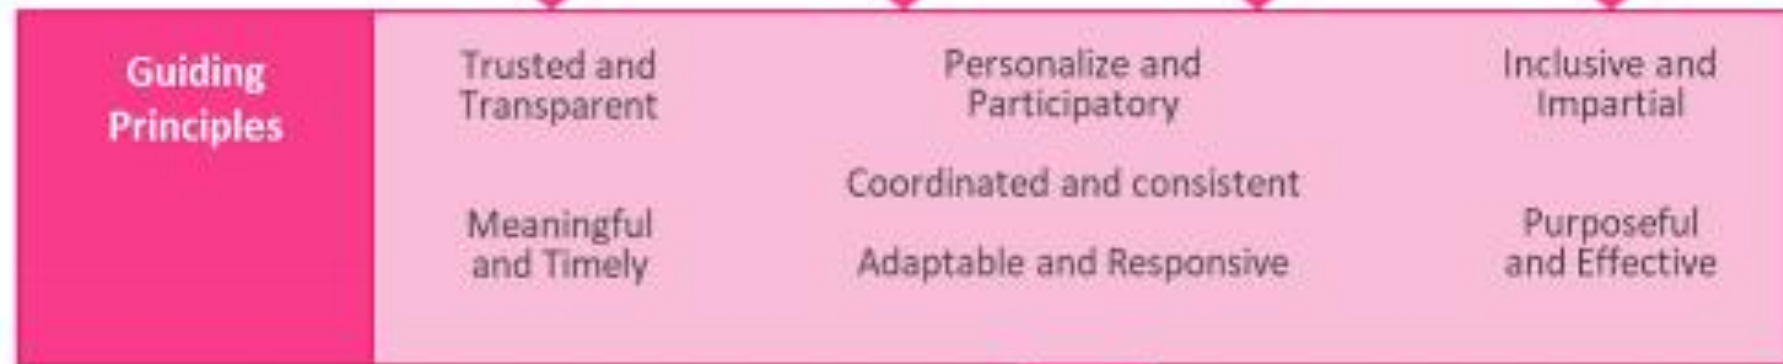 Guiding
Principles
Trusted and
Transparent
Personalize and
Participatory
Inclusive and
Impartial
Coordinated and consistent
Meaningful
and Timely
Adaptable and Responsive
Purposeful
and Effective